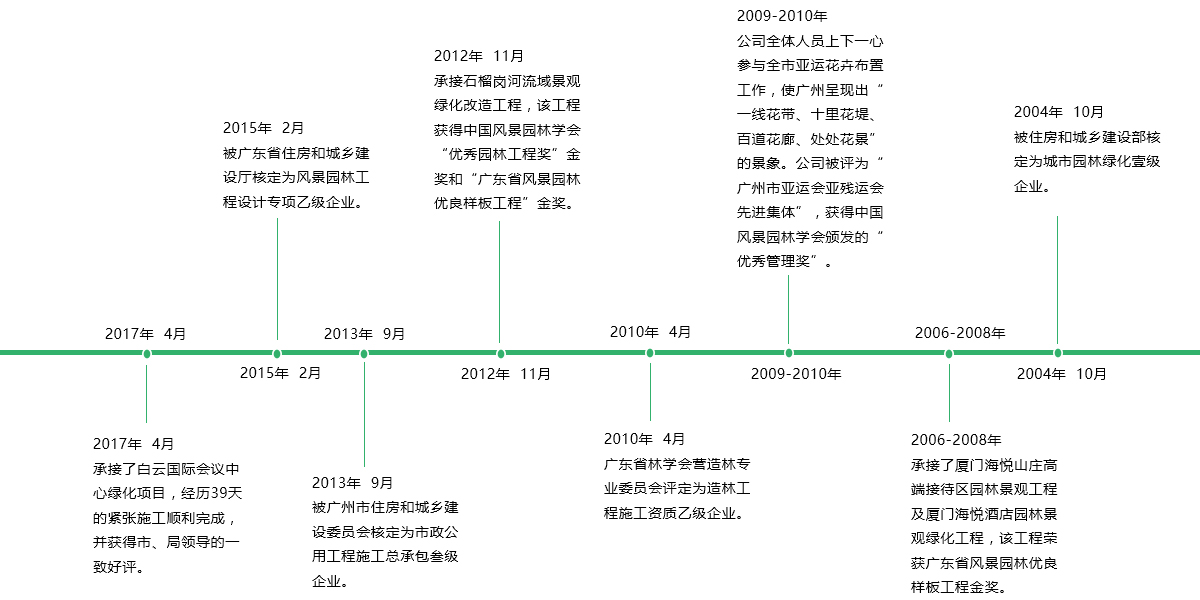 2009-2010年
公司全体人员上下一心
参与全市亚运花卉布置
工作，使广州呈现出“
一线花带、十里花堤、
百道花廊、处处花景”
的景象。公司被评为“
广州市亚运会亚残运会
先进集体”，获得中国
风景园林学会颁发的“
优秀管理奖”。
2012年 11月
承接石榴岗河流域景观
绿化改造工程，该工程
获得中国风景园林学会
“优秀园林工程奖”金
奖和“广东省风景园林
优良样板工程”金奖。
2004年 10月
被住房和城乡建设部核
定为城市园林绿化壹级
企业。
2015年 2月
被广东省住房和城乡建
设厅核定为风景园林工
程设计专项乙级企业。
2017年 4月
2013年 9月
2010年 4月
2006-2008年
2015年 2月
2012年 11月
2009-2010年
2004年 10月
2017年 4月
承接了白云国际会议中
心绿化项目，经历39天
的紧张施工顺利完成，
并获得市、局领导的一
致好评。
2013年 9月
被广州市住房和城乡建
设委员会核定为市政公
用工程施工总承包叁级
企业。
2010年 4月
广东省林学会营造林专
业委员会评定为造林工
程施工资质乙级企业。
2006-2008年
承接了厦门海悦山庄高
端接待区园林景观工程
及厦门海悦酒店园林景
观绿化工程，该工程荣
获广东省风景园林优良
样板工程金奖。